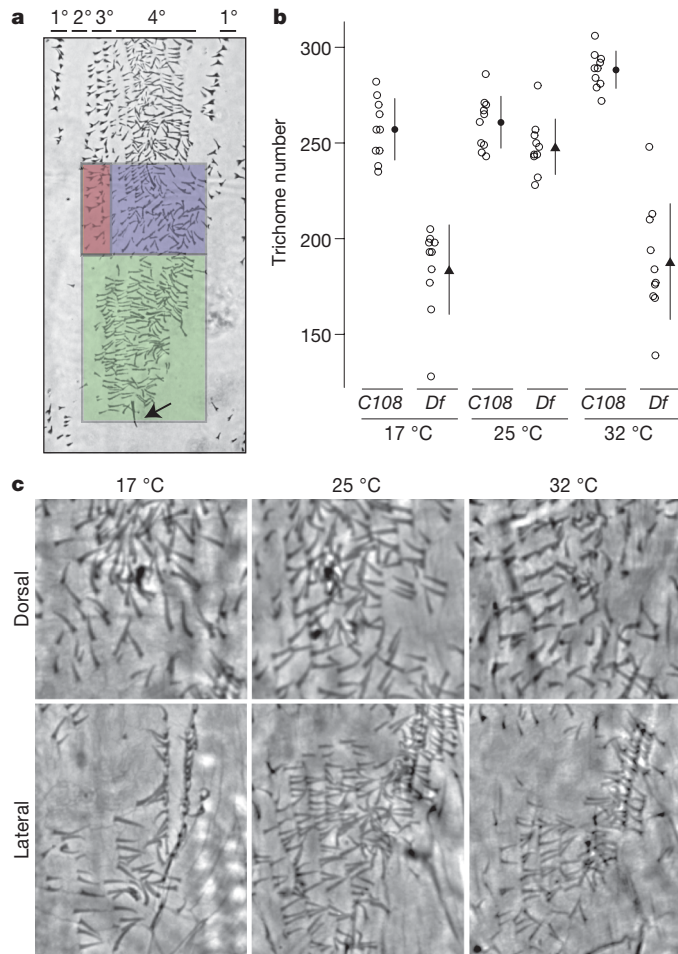 a
1° 2° 3° 4° 1°
b
Trichome number
300
250
200
150
C108 Df C108 Df C108 Df
17 °C 25 °C 32 °C
c
17 °C 25 °C 32 °C
Dorsal
Lateral